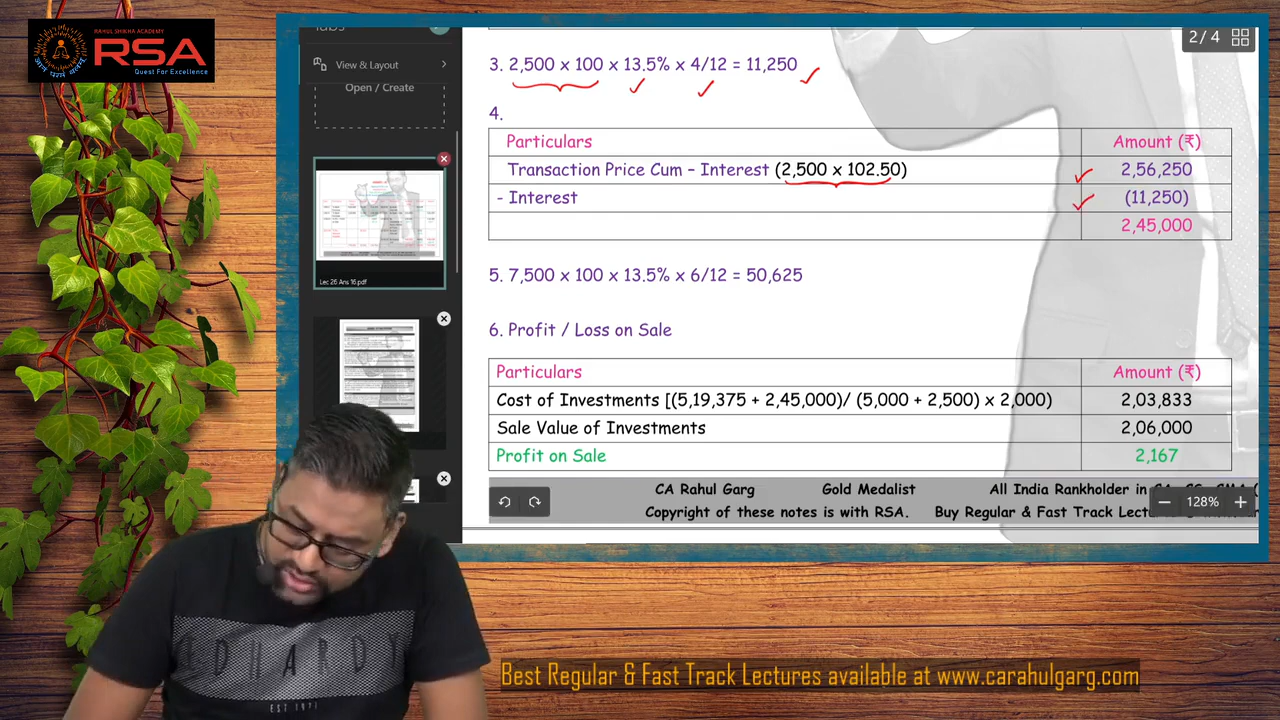 RAHUL SHIKHA ACADEMY
RSA
Quest For Excellence
View & Layout
Open / Create
Lec 26 Ans 16.pdf
2/4
3. 2,500 x 100 x 13.5% x 4/12 = 11,250
4.
Particulars Amount (₹)
Transaction Price Cum – Interest (2,500 x 102.50) 2,56,250
- Interest (11,250)
2,45,000
5. 7,500 x 100 x 13.5% x 6/12 = 50,625
6. Profit / Loss on Sale
Particulars Amount (₹)
Cost of Investments [(5,19,375 + 2,45,000)/ (5,000 + 2,500) x 2,000) 2,03,833
Sale Value of Investments 2,06,000
Profit on Sale 2,167
CA Rahul Garg Gold Medalist All India Rankholder in
Copyright of these notes is with RSA. Buy Regular & Fast Track
128%
EST 1971
Best Regular & Fast Track Lectures available at www.carahulgarg.com